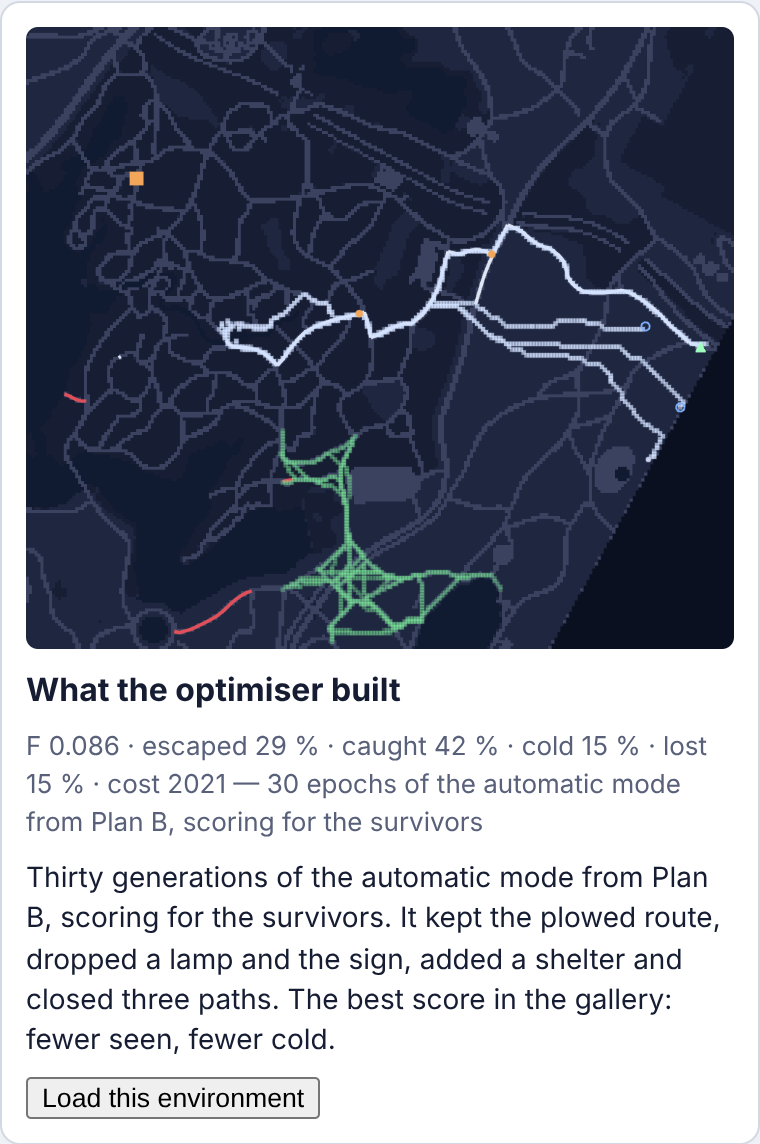 What the optimiser built
F 0.086 · escaped 29 % · caught 42 % · cold 15 % · lost
15 % · cost 2021 — 30 epochs of the automatic mode
from Plan B, scoring for the survivors
Thirty generations of the automatic mode from Plan
B, scoring for the survivors. It kept the plowed route,
dropped a lamp and the sign, added a shelter and
closed three paths. The best score in the gallery:
fewer seen, fewer cold.
Load this environment